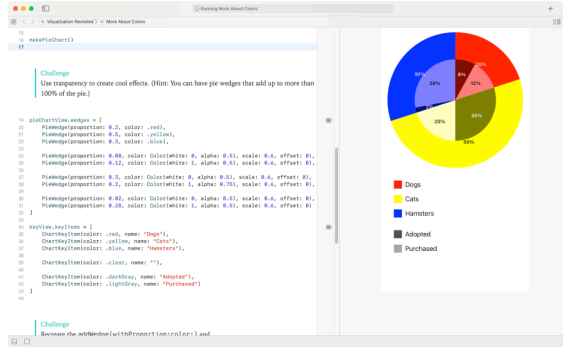 Running More About Colors
Visualization Revisited
More About Colors
15
16 makePieChart()
17
Challenge
Use tranparency to create cool effects. (Hint: You can have pie wedges that add up to more than
100% of the pie.)
19 pieChartView.wedges = [
20 PieWedge(proportion: 0.2, color: .red),
21 PieWedge(proportion: 0.5, color: .yellow),
22 PieWedge(proportion: 0.3, color: .blue),
23
24 PieWedge(proportion: 0.08, color: Color(white: 0, alpha: 0.5), scale: 0.6, offset: 0),
25 PieWedge(proportion: 0.12, color: Color(white: 1, alpha: 0.5), scale: 0.6, offset: 0),
26
27 PieWedge(proportion: 0.3, color: Color(white: 0, alpha: 0.5), scale: 0.6, offset: 0),
28 PieWedge(proportion: 0.2, color: Color(white: 1, alpha: 0.75), scale: 0.6, offset: 0),
29
30 PieWedge(proportion: 0.02, color: Color(white: 0, alpha: 0.5), scale: 0.6, offset: 0),
31 PieWedge(proportion: 0.28, color: Color(white: 1, alpha: 0.5), scale: 0.6, offset: 0)
32 ]
34 keyView.keyItems = [
35 ChartKeyItem(color: .red, name: "Dogs"),
36 ChartKeyItem(color: .yellow, name: "Cats"),
37 ChartKeyItem(color: .blue, name: "Hamsters"),
38
39 ChartKeyItem(color: .clear, name: ""),
40
41 ChartKeyItem(color: .darkGray, name: "Adopted"),
42 ChartKeyItem(color: .lightGray, name: "Purchased")
43 ]
44
Challenge
Recreate the addWedge(withProportion:color:) and
20%
30%
8%
12%
28%
2%
30%
20%
50%
Dogs
Cats
Hamsters
Adopted
Purchased